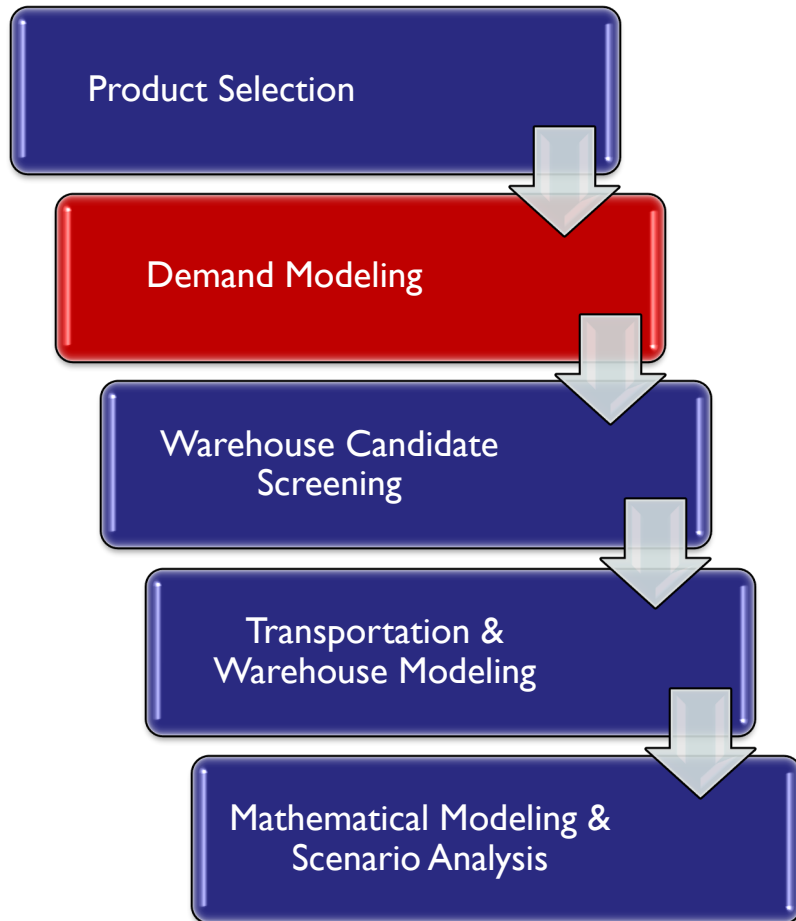 Product Selection
Demand Modeling
Warehouse Candidate
Screening
Transportation &
Warehouse Modeling
Mathematical Modeling &
Scenario Analysis